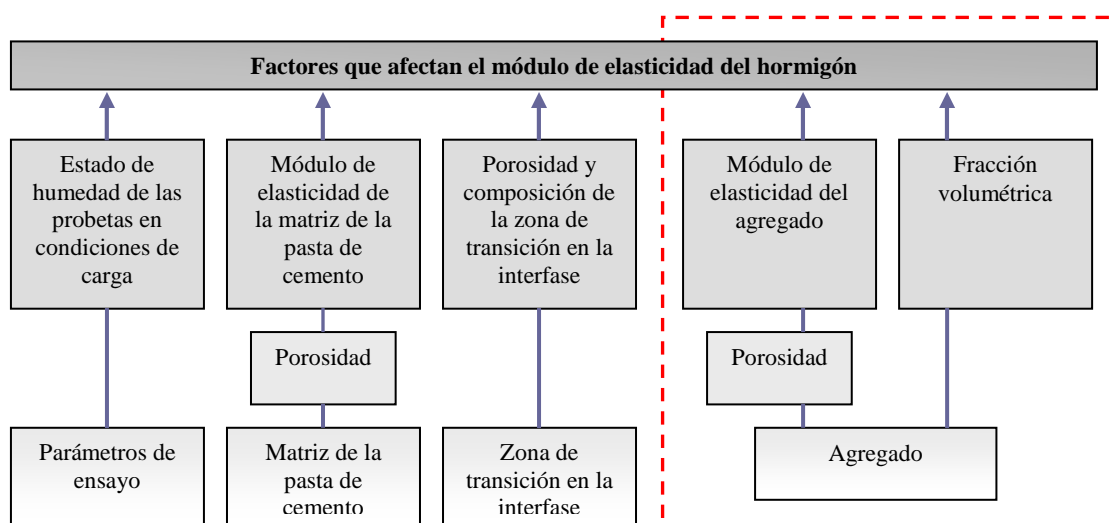 Factores que afectan el módulo de elasticidad del hormigón
Estado de
humedad de las
probetas en
condiciones de
carga
Módulo de
elasticidad de
la matriz de la
pasta de
cemento
Porosidad y
composición de
la zona de
transición en la
interfase
Módulo de
elasticidad del
agregado
Fracción
volumétrica
Porosidad
Porosidad
Parámetros de
ensayo
Matriz de la
pasta de
cemento
Zona de
transición en la
interfase
Agregado